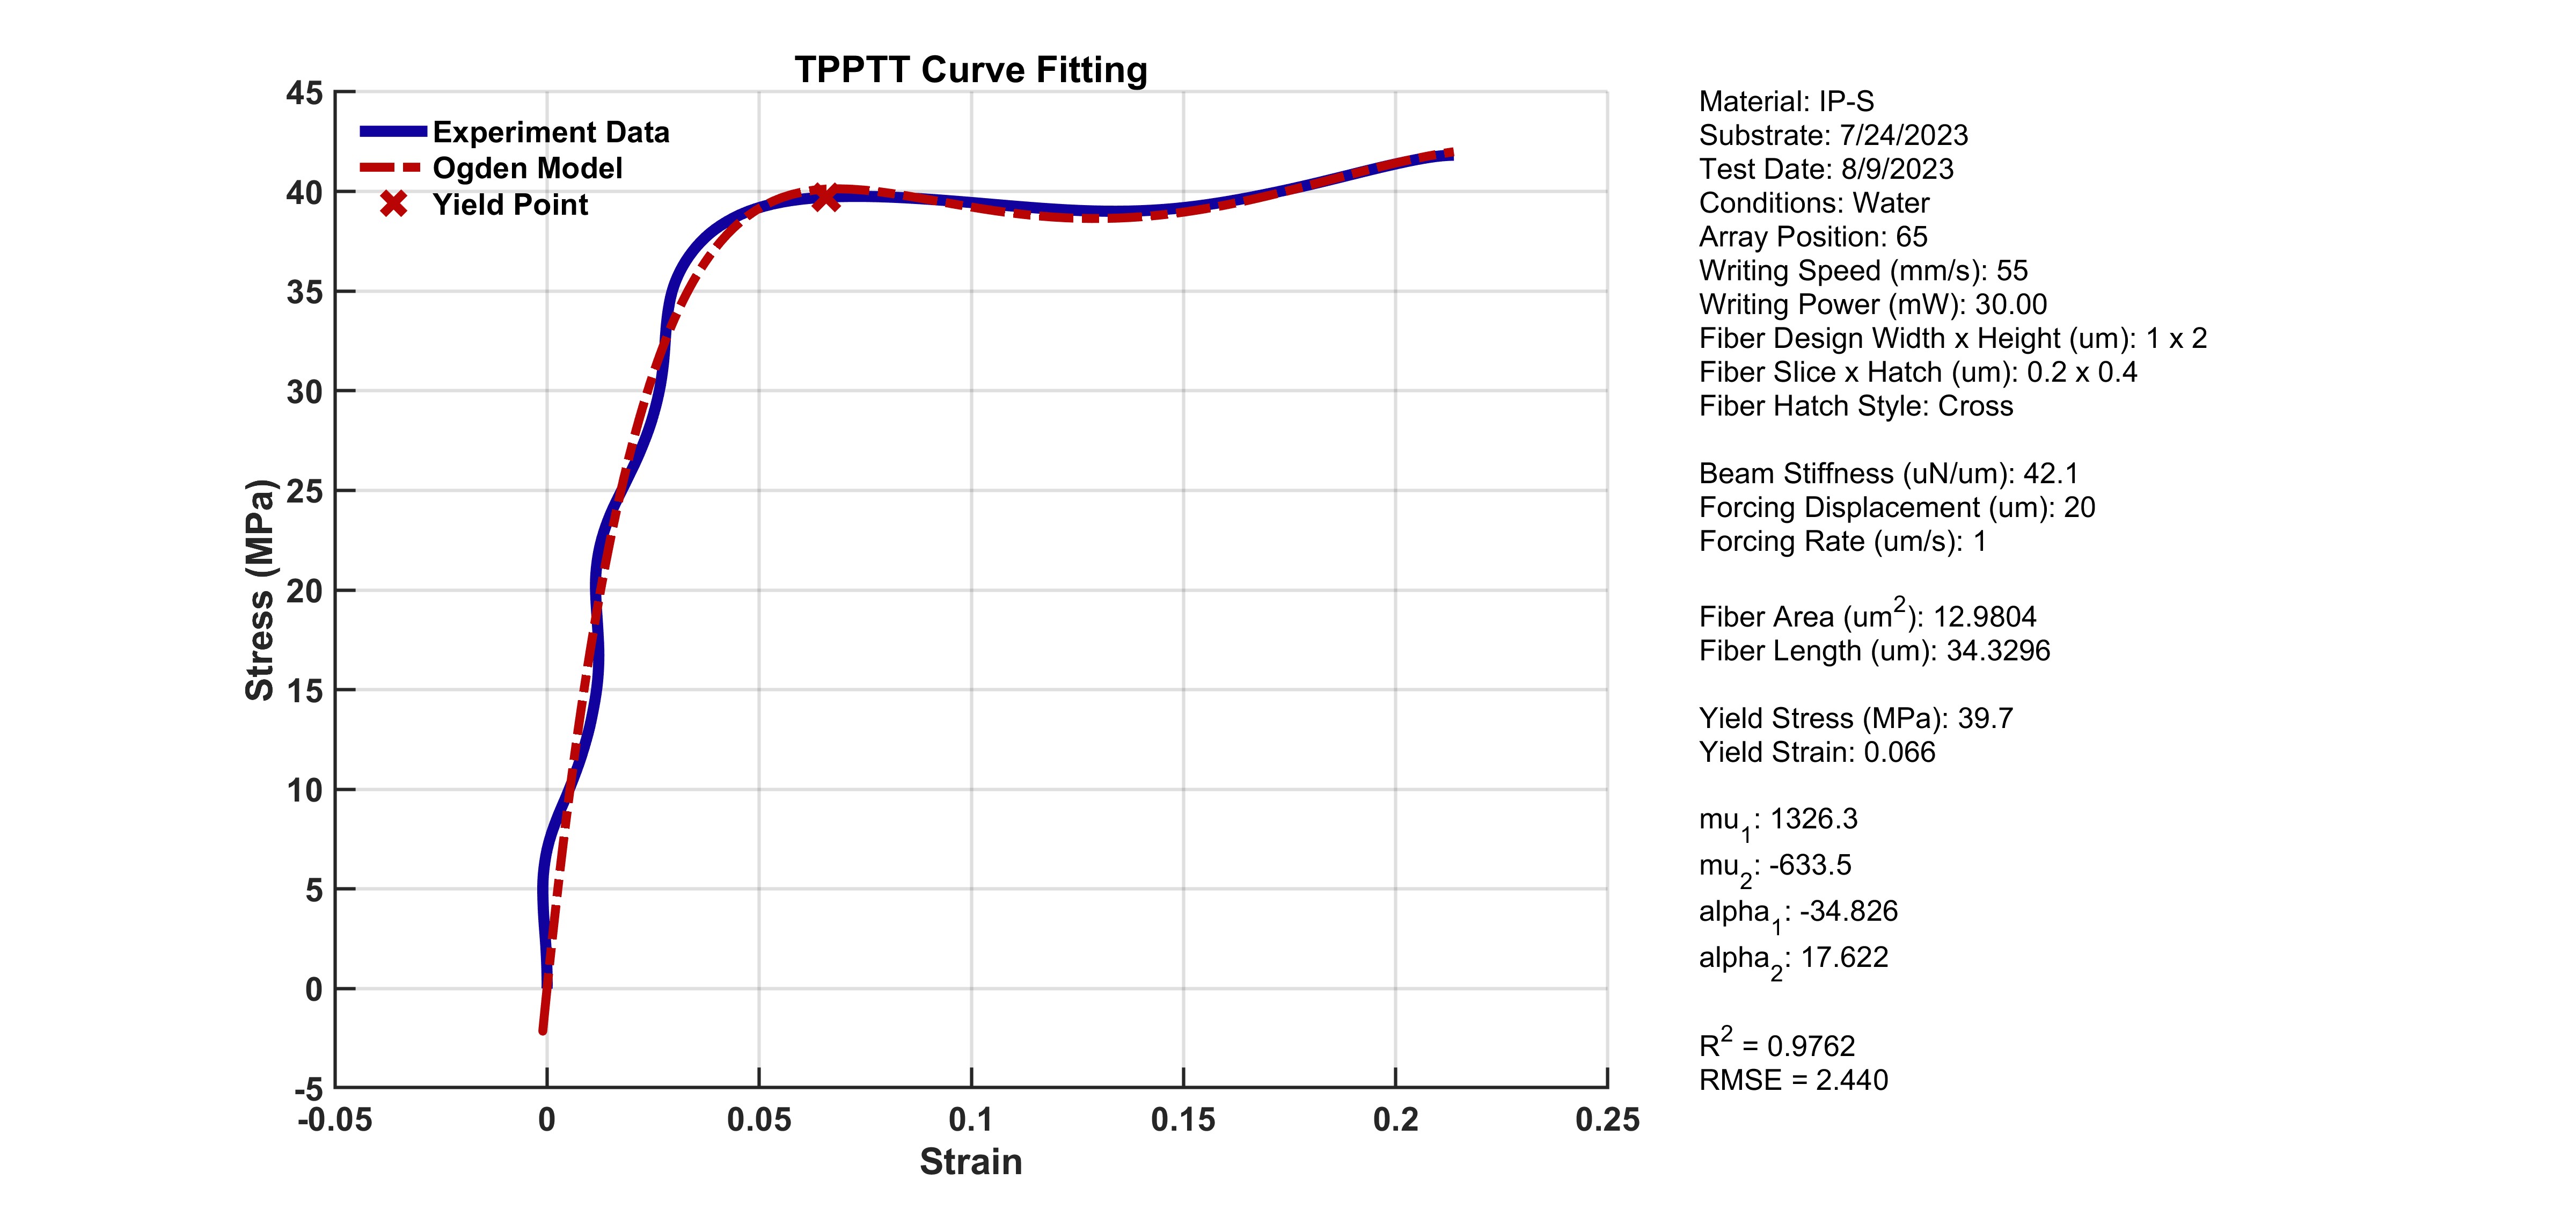 TPPTT Curve Fitting
45
40
35
30
25
20
15
10
5
0
-5
Stress (MPa)
Experiment Data
Ogden Model
Yield Point
-0.05 0 0.05 0.1 0.15 0.2 0.25
Strain
Material: IP-S
Substrate: 7/24/2023
Test Date: 8/9/2023
Conditions: Water
Array Position: 65
Writing Speed (mm/s): 55
Writing Power (mW): 30.00
Fiber Design Width x Height (um): 1 x 2
Fiber Slice x Hatch (um): 0.2 x 0.4
Fiber Hatch Style: Cross
Beam Stiffness (uN/um): 42.1
Forcing Displacement (um): 20
Forcing Rate (um/s): 1
Fiber Area (um²): 12.9804
Fiber Length (um): 34.3296
Yield Stress (MPa): 39.7
Yield Strain: 0.066
mu₁: 1326.3
mu₂: -633.5
alpha₁: -34.826
alpha₂: 17.622
R² = 0.9762
RMSE = 2.440